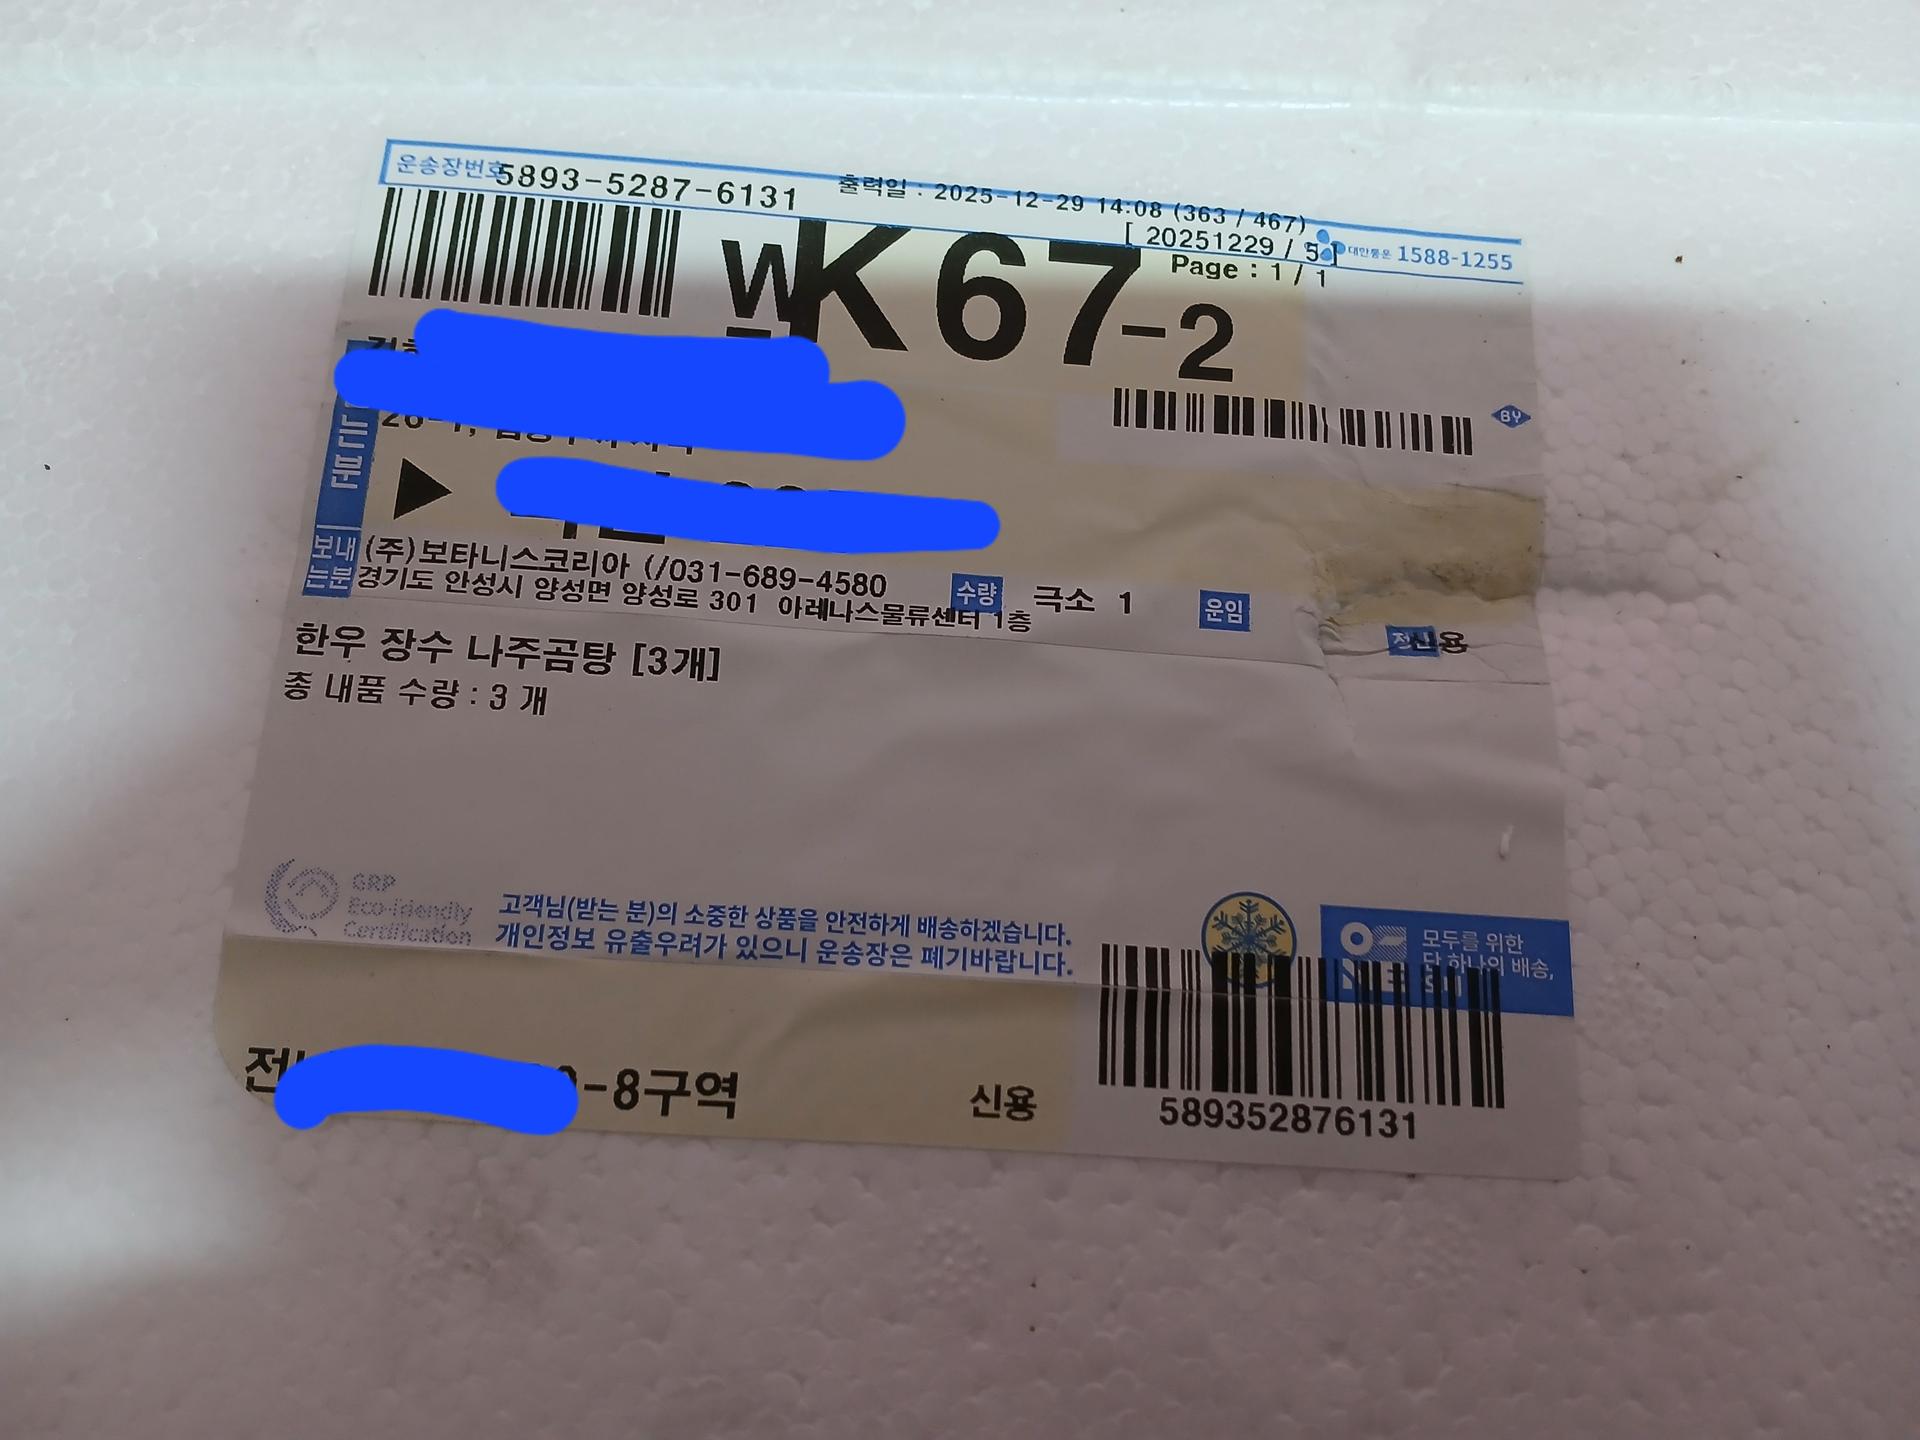 운송장번호 5893-5287-6131 출력일 : 2025-12-29 14:08 (363 / 467)
[ 20251229 / 5 ] 대한통운 1588-1255
Page : 1 / 1
W K67-2
BY
는분
보내는분 (주)보타니스코리아 (/031-689-4580
경기도 안성시 양성면 양성로 301 아레나스물류센터 1층
수량 극소 1 운임 신용
한우 장수 나주곰탕 [3개]
총 내품 수량 : 3 개
GRP
Eco-friendly
Certification
고객님(받는 분)의 소중한 상품을 안전하게 배송하겠습니다.
개인정보 유출우려가 있으니 운송장은 폐기바랍니다.
모두를 위한
단 하나의 배송,
-8구역 신용
589352876131